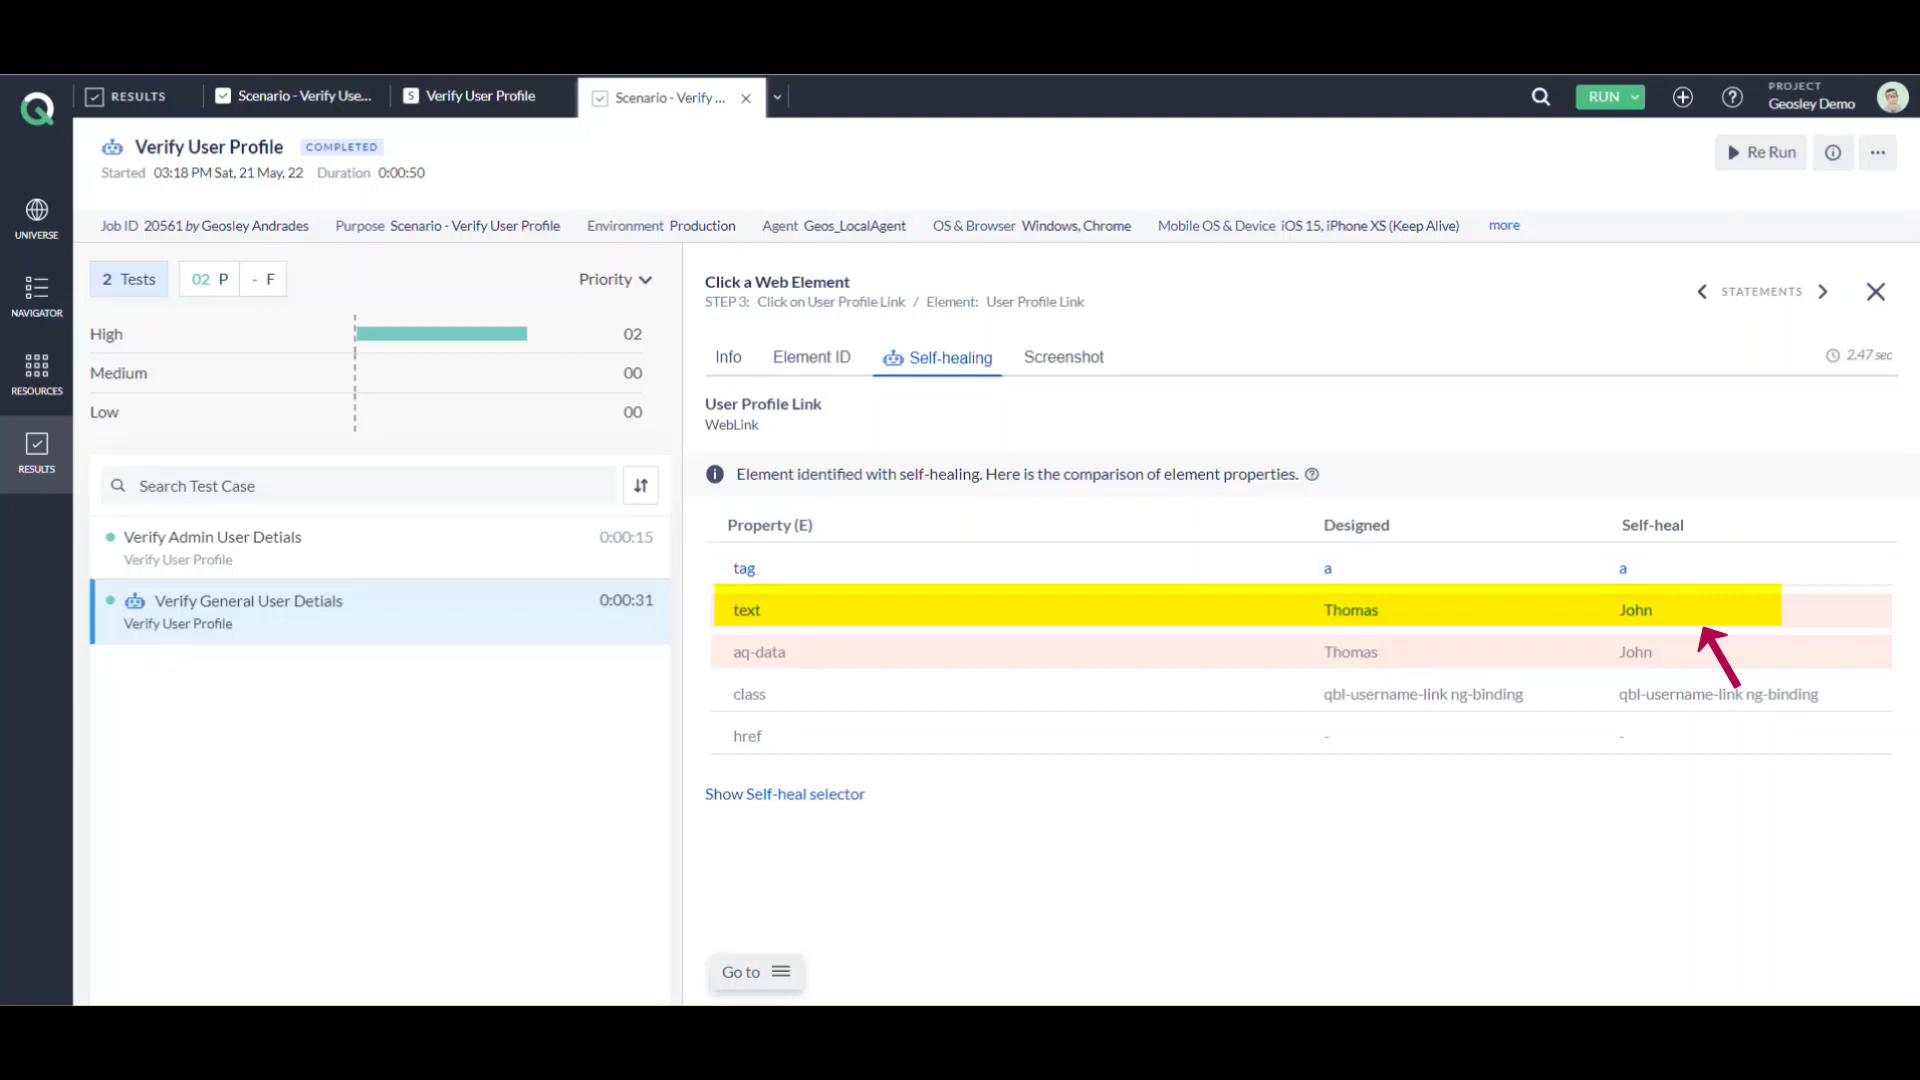 RESULTS
Scenario - Verify Use...
S Verify User Profile
Scenario - Verify ...
RUN
PROJECT
Geosley Demo
Verify User Profile COMPLETED
Started 03:18 PM Sat, 21 May, 22 Duration 0:00:50
Re Run
Job ID 20561 by Geosley Andrades Purpose Scenario - Verify User Profile Environment Production Agent Geos_LocalAgent OS & Browser Windows, Chrome Mobile OS & Device iOS 15, iPhone XS (Keep Alive) more
UNIVERSE
NAVIGATOR
RESOURCES
RESULTS
2 Tests 02 P - F Priority
High 02
Medium 00
Low 00
Search Test Case
Verify Admin User Detials 0:00:15
Verify User Profile
Verify General User Detials 0:00:31
Verify User Profile
Click a Web Element
STEP 3: Click on User Profile Link / Element: User Profile Link
STATEMENTS
Info Element ID Self-healing Screenshot 2.47 sec
User Profile Link
WebLink
Element identified with self-healing. Here is the comparison of element properties.
Property (E) Designed Self-heal
tag a a
text Thomas John
aq-data Thomas John
class qbl-username-link ng-binding qbl-username-link ng-binding
href - -
Show Self-heal selector
Go to